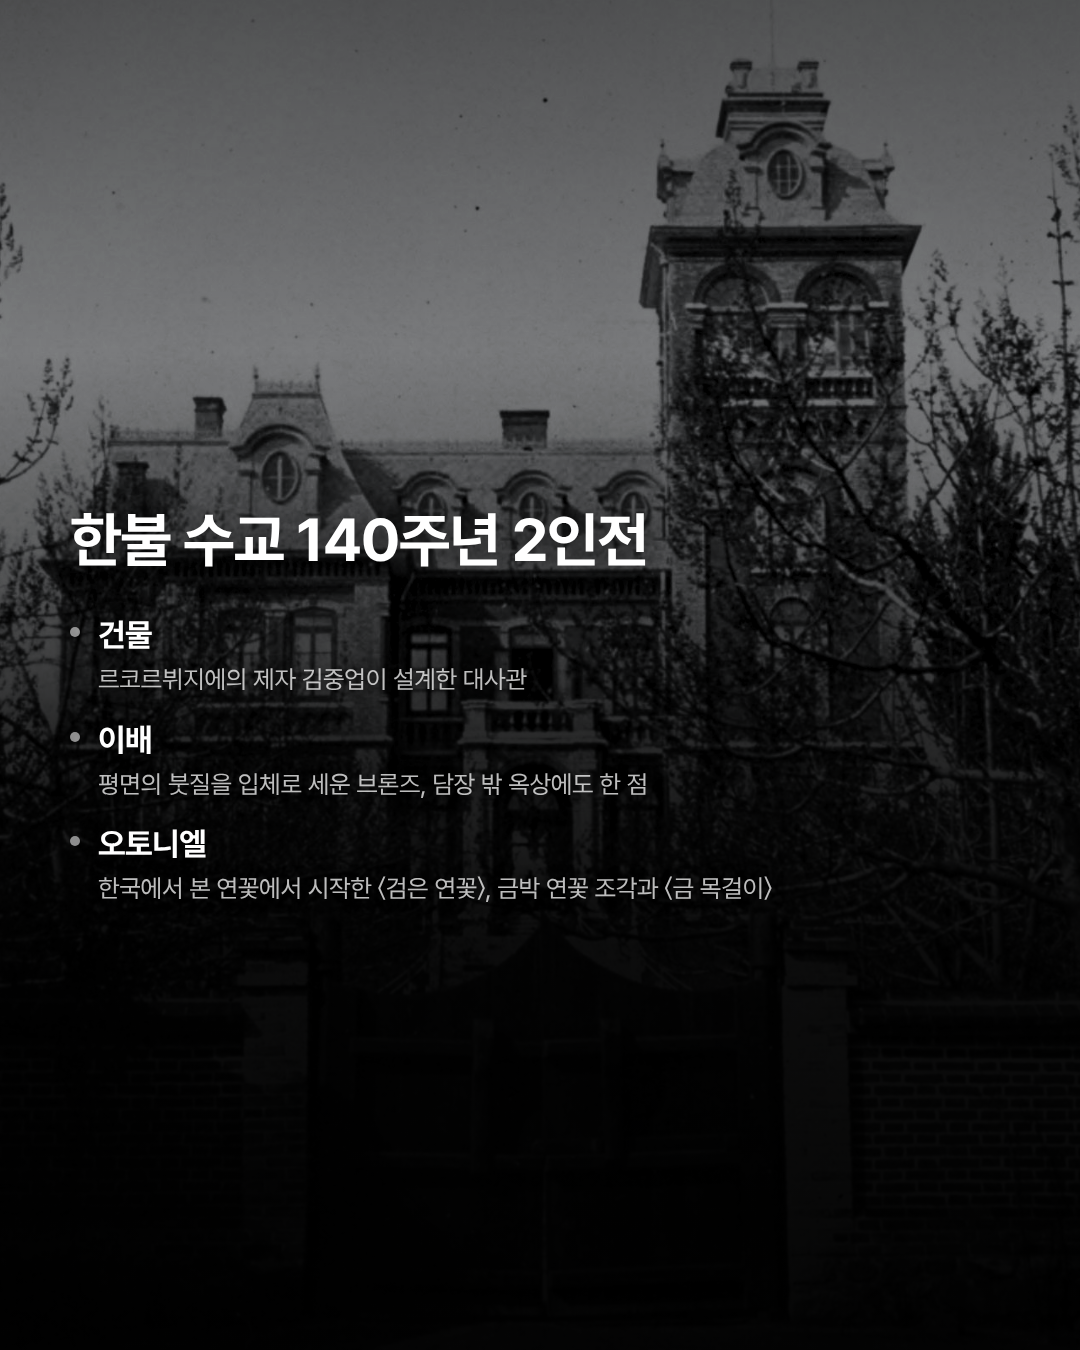 한불 수교 140주년 2인전
건물
르코르뷔지에의 제자 김중업이 설계한 대사관
이배
평면의 붓질을 입체로 세운 브론즈, 담장 밖 옥상에도 한 점
오토니엘
한국에서 본 연꽃에서 시작한 〈검은 연꽃〉, 금박 연꽃 조각과 〈금 목걸이〉